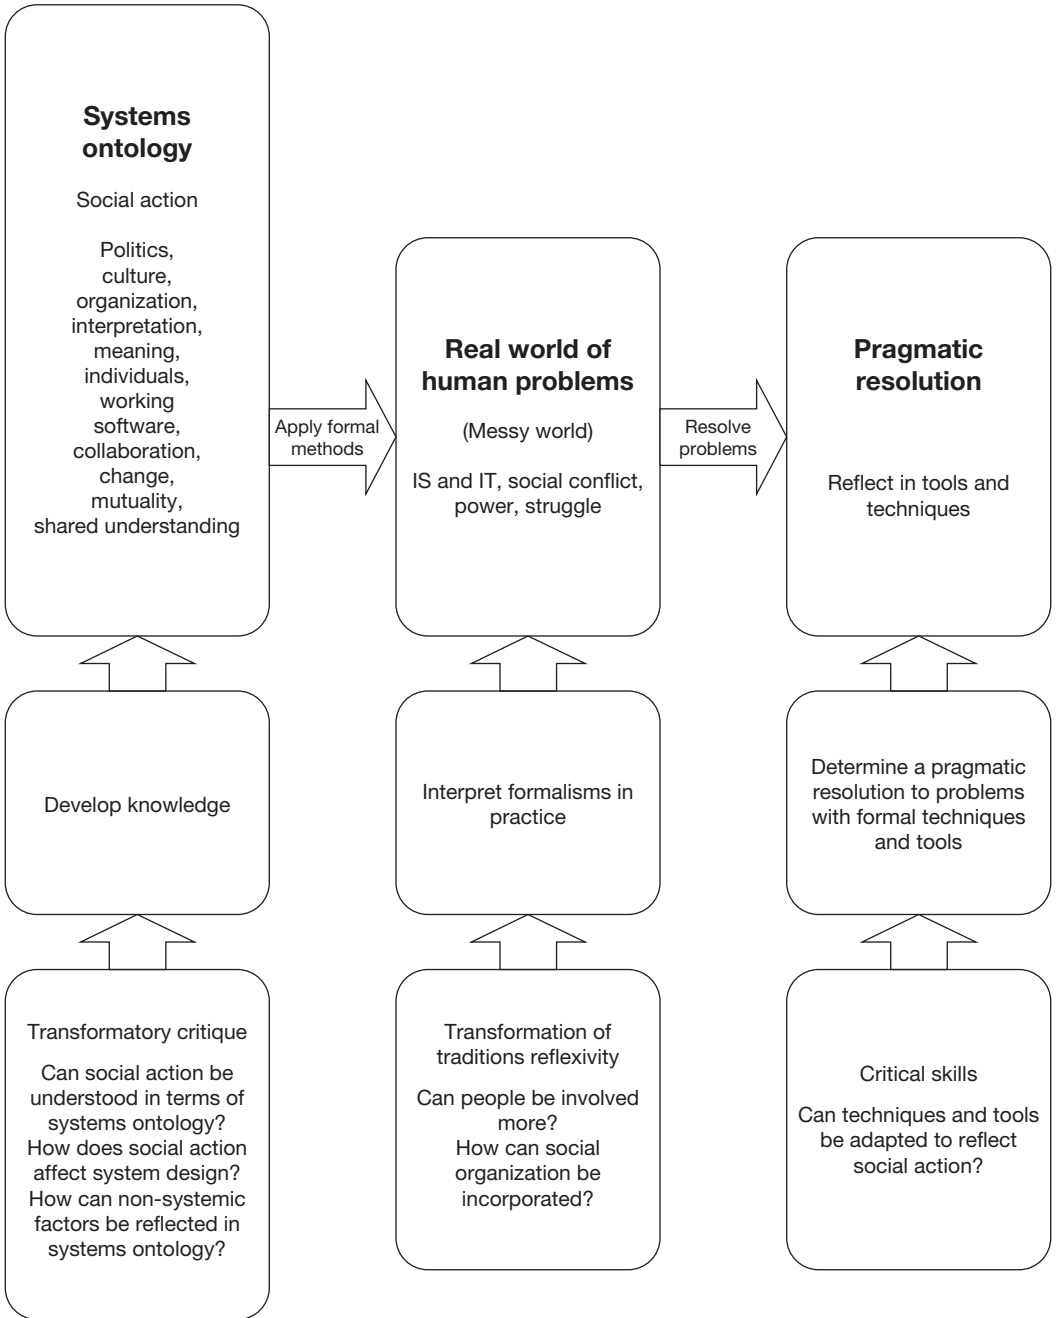 Systems
ontology
Social action
Politics,
culture,
organization,
interpretation,
meaning,
individuals,
working
software,
collaboration,
change,
mutuality,
shared understanding
Apply formal
methods
Real world of
human problems
(Messy world)
IS and IT, social conflict,
power, struggle
Resolve
problems
Pragmatic
resolution
Reflect in tools and
techniques
Develop knowledge
Interpret formalisms in
practice
Determine a pragmatic
resolution to problems
with formal techniques
and tools
Transformatory critique
Can social action be
understood in terms of
systems ontology?
How does social action
affect system design?
How can non-systemic
factors be reflected in
systems ontology?
Transformation of
traditions reflexivity
Can people be involved
more?
How can social
organization be
incorporated?
Critical skills
Can techniques and tools
be adapted to reflect
social action?